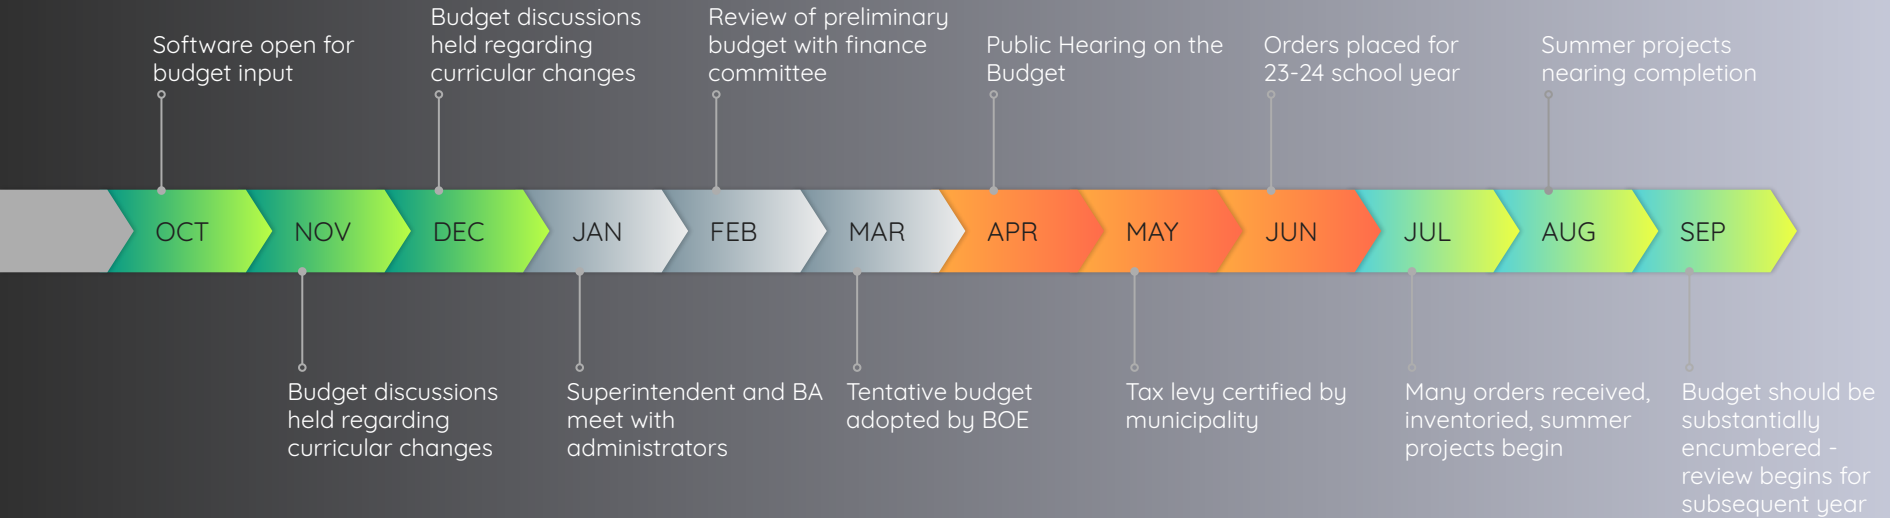 Software open for
budget input
Budget discussions
held regarding
curricular changes
Review of preliminary
budget with finance
committee
Public Hearing on the
Budget
Orders placed for
23-24 school year
Summer projects
nearing completion
OCT
NOV
DEC
JAN
FEB
MAR
APR
MAY
JUN
JUL
AUG
SEP
Budget discussions
held regarding
curricular changes
Superintendent and BA
meet with
administrators
Tentative budget
adopted by BOE
Tax levy certified by
municipality
Many orders received,
inventoried, summer
projects begin
Budget should be
substantially
encumbered -
review begins for
subsequent year